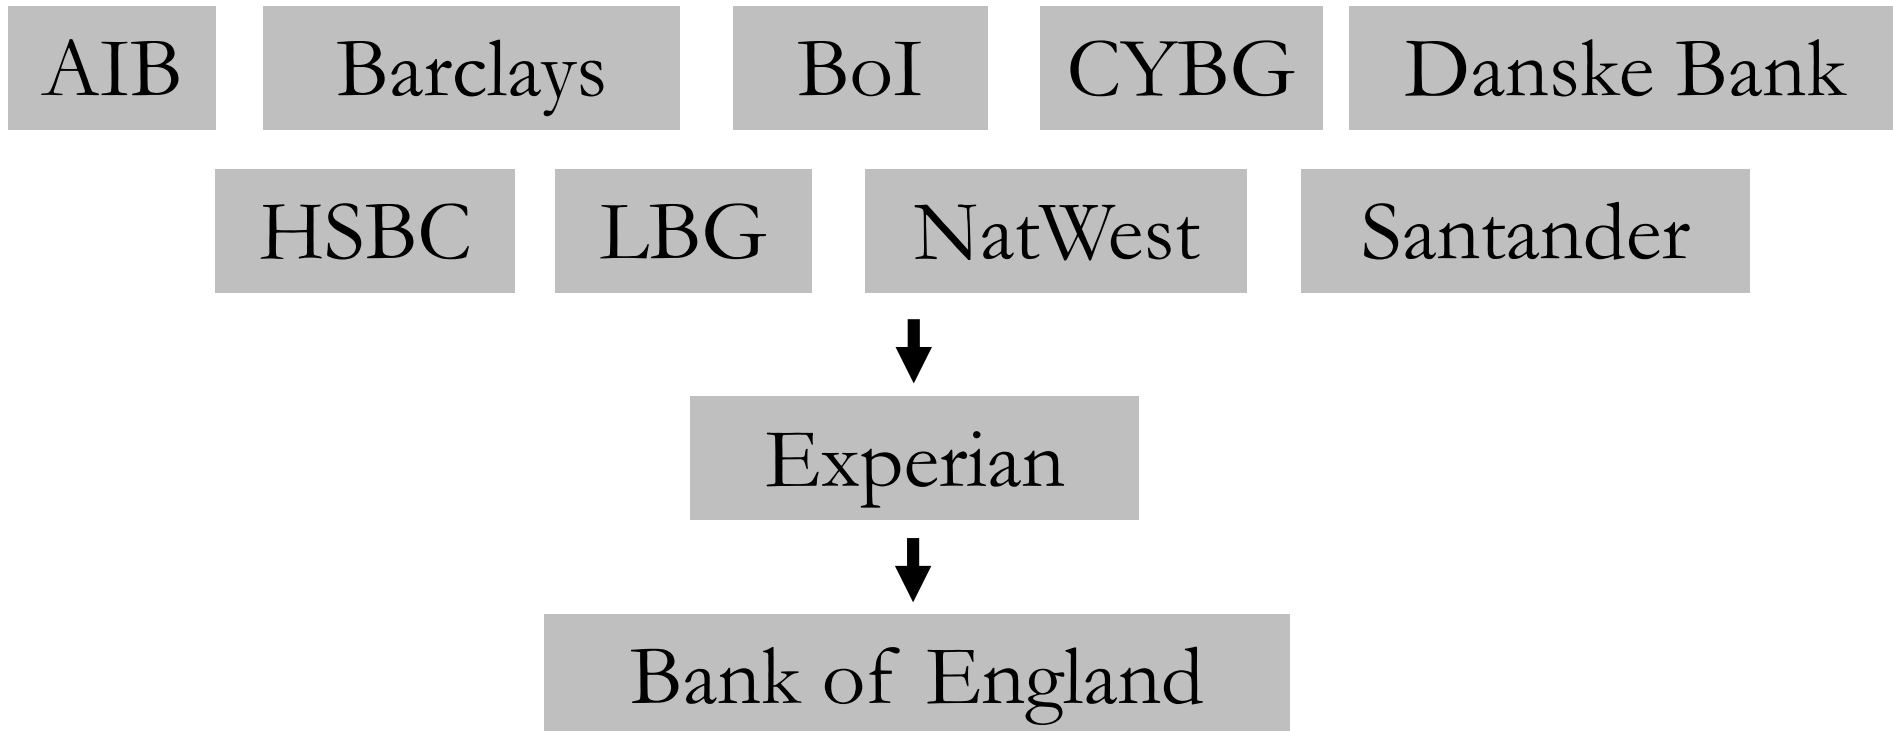 AIB Barclays BoI CYBG Danske Bank
HSBC LBG NatWest Santander
Experian
Bank of England